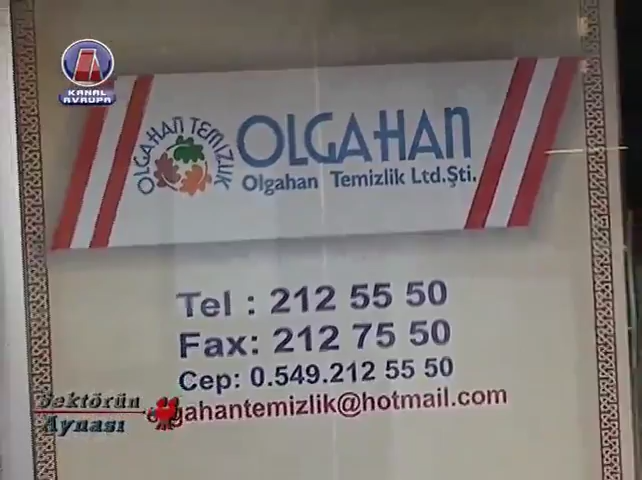 KANAL
AVRUPA
OLGAHAN TEMİZLİK
OLGAHAN
Olgahan Temizlik Ltd.Şti.
Tel : 212 55 50
Fax: 212 75 50
Cep: 0.549.212 55 50
gahantemizlik@hotmail.com
Sektörün
Aynası